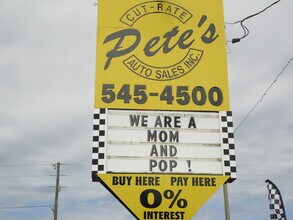 CUT-RATE
Pete's
AUTO SALES INC.
545-4500
WE ARE A
MOM
AND
POP !
BUY HERE PAY HERE
0%
INTEREST